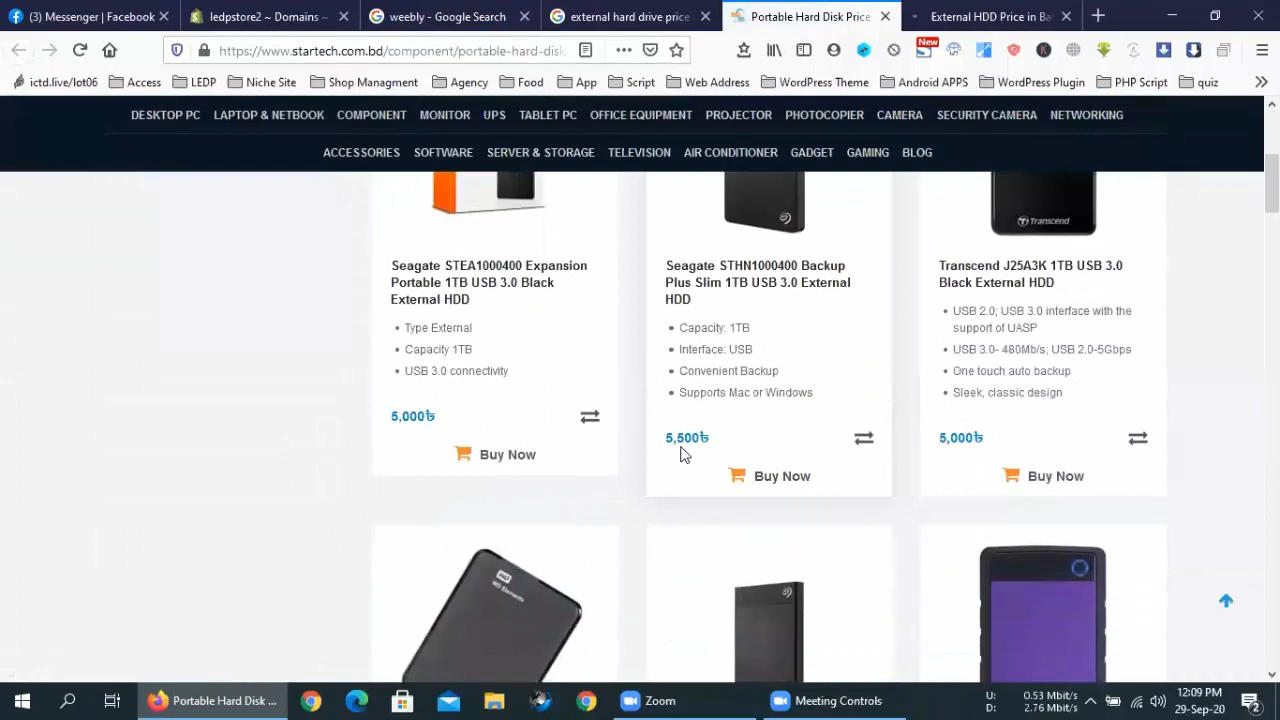 (3) Messenger | Facebook
ledpstore2 ~ Domains ~
weebly - Google Search
external hard drive price
Portable Hard Disk Price
External HDD Price in Ba
https://www.startech.com.bd/component/portable-hard-disk
New
ictd.live/lot06 Access LEDP Niche Site Shop Managment Agency Food App Script Web Address WordPress Theme Android APPS WordPress Plugin PHP Script quiz
DESKTOP PC LAPTOP & NETBOOK COMPONENT MONITOR UPS TABLET PC OFFICE EQUIPMENT PROJECTOR PHOTOCOPIER CAMERA SECURITY CAMERA NETWORKING
ACCESSORIES SOFTWARE SERVER & STORAGE TELEVISION AIR CONDITIONER GADGET GAMING BLOG
Transcend
Seagate STEA1000400 Expansion
Portable 1TB USB 3.0 Black
External HDD
Type External
Capacity 1TB
USB 3.0 connectivity
5,000৳
Buy Now
Seagate STHN1000400 Backup
Plus Slim 1TB USB 3.0 External
HDD
Capacity: 1TB
Interface: USB
Convenient Backup
Supports Mac or Windows
5,500৳
Buy Now
Transcend J25A3K 1TB USB 3.0
Black External HDD
USB 2.0; USB 3.0 interface with the
support of UASP
USB 3.0- 480Mb/s; USB 2.0-5Gbps
One touch auto backup
Sleek, classic design
5,000৳
Buy Now
WD
WD Elements
Portable Hard Disk ...
Zoom
Meeting Controls
U: 0.53 Mbit/s
D: 2.76 Mbit/s
12:09 PM
29-Sep-20
2